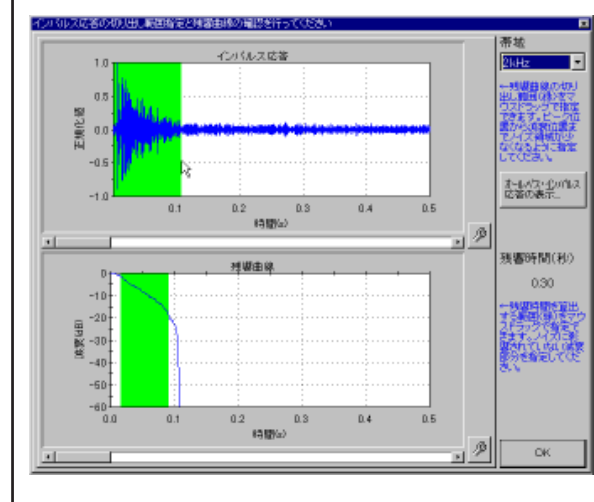 インパルス応答の切り出し範囲指定と残響曲線の確認を行ってください
インパルス応答
正規化値
1.0
0.5
0.0
-0.5
-1.0
0.1
0.2
0.3
0.4
0.5
時間(s)
残響曲線
減衰(dB)
0
-10
-20
-30
-40
-50
-60
0.0
0.1
0.2
0.3
0.4
0.5
時間(s)
帯域
2kHz
←残響曲線の切り
出し範囲(緑)をマ
ウスドラッグで指定
できます。ピーク位
置から減衰位置ま
でノイズ領域が少
なくなるように指定
してください。
オールパス・インパルス
応答の表示...
残響時間(秒)
0.30
←残響時間を算出
する範囲(緑)をマウ
スドラッグで指定で
きます。ノイズに影
響されていない減衰
部分を指定してくだ
さい。
OK